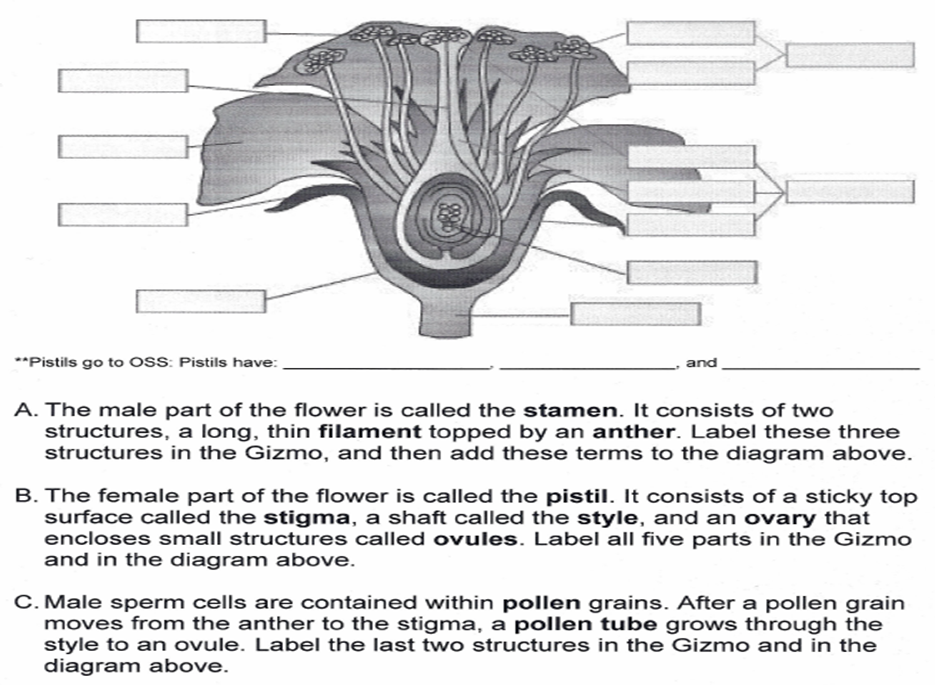 **Pistils go to OSS: Pistils have: ____________________, ____________________, and ____________________
A. The male part of the flower is called the stamen. It consists of two
structures, a long, thin filament topped by an anther. Label these three
structures in the Gizmo, and then add these terms to the diagram above.
B. The female part of the flower is called the pistil. It consists of a sticky top
surface called the stigma, a shaft called the style, and an ovary that
encloses small structures called ovules. Label all five parts in the Gizmo
and in the diagram above.
C. Male sperm cells are contained within pollen grains. After a pollen grain
moves from the anther to the stigma, a pollen tube grows through the
style to an ovule. Label the last two structures in the Gizmo and in the
diagram above.